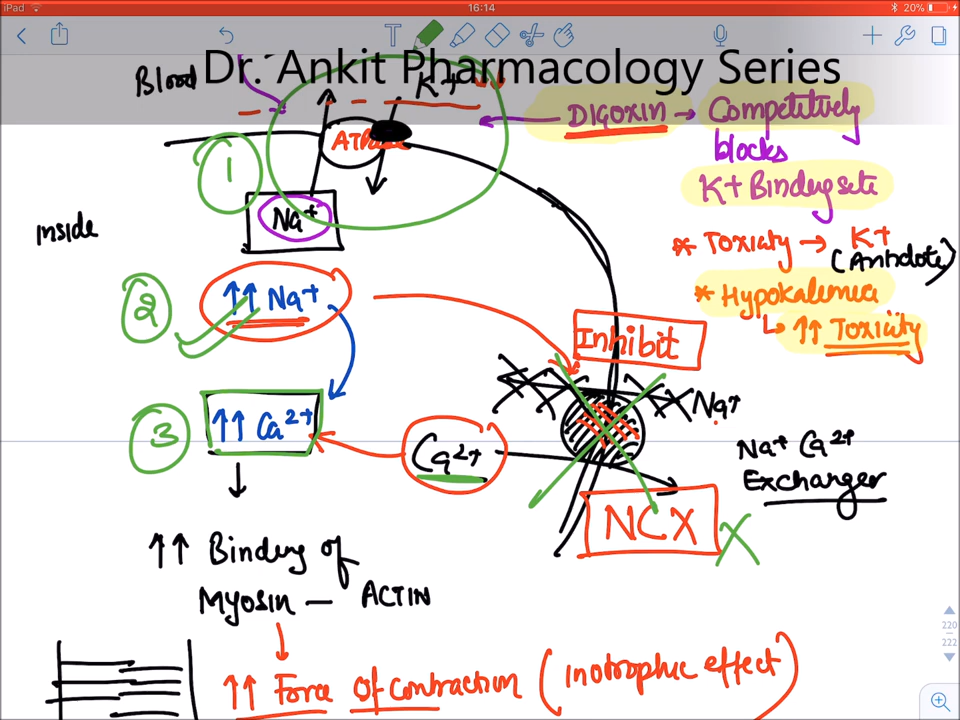 iPad
16:14
20%
T
Dr. Ankit Pharmacology Series
Blood
K+
DIGOXIN → Competitively
blocks
K+ Binding site
ATPase
1
Na+
Inside
* Toxicity → K+
(Antidote)
* Hypokalemia
↳ ↑↑ Toxicity
2
↑↑ Na+
Inhibit
3
↑↑ Ca2+
Ca2+
Na+
Na+ Ca2+
Exchanger
NCX
↑↑ Binding of
Myosin — ACTIN
↑↑ Force of contraction (inotrophic effect)
220
222